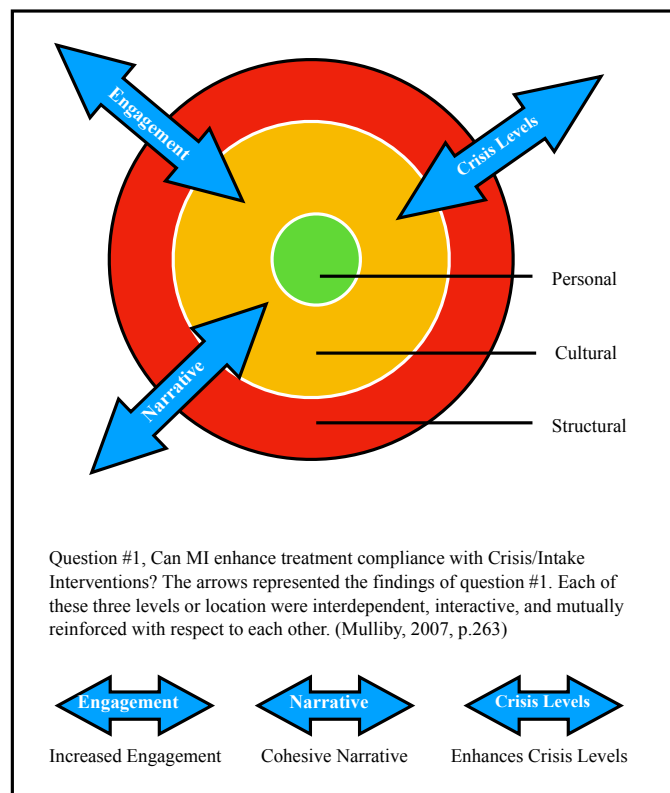 Engagement
Crisis Levels
Personal
Cultural
Narrative
Structural
Question #1, Can MI enhance treatment compliance with Crisis/Intake
Interventions? The arrows represented the findings of question #1. Each of
these three levels or location were interdependent, interactive, and mutually
reinforced with respect to each other. (Mulliby, 2007, p.263)
Engagement
Narrative
Crisis Levels
Increased Engagement
Cohesive Narrative
Enhances Crisis Levels